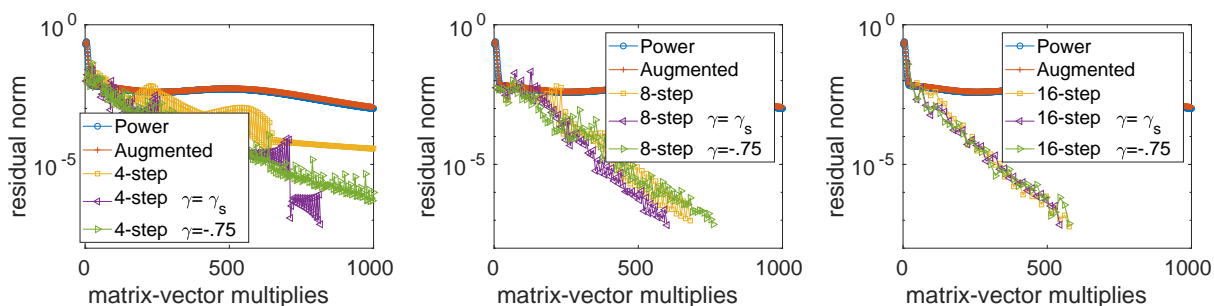 residual norm
10^0
10^-5
Power
Augmented
4-step
4-step γ= γ_s
4-step γ=-.75
0 500 1000
matrix-vector multiplies
residual norm
10^0
10^-5
Power
Augmented
8-step
8-step γ= γ_s
8-step γ=-.75
0 500 1000
matrix-vector multiplies
residual norm
10^0
10^-5
Power
Augmented
16-step
16-step γ= γ_s
16-step γ=-.75
0 500 1000
matrix-vector multiplies